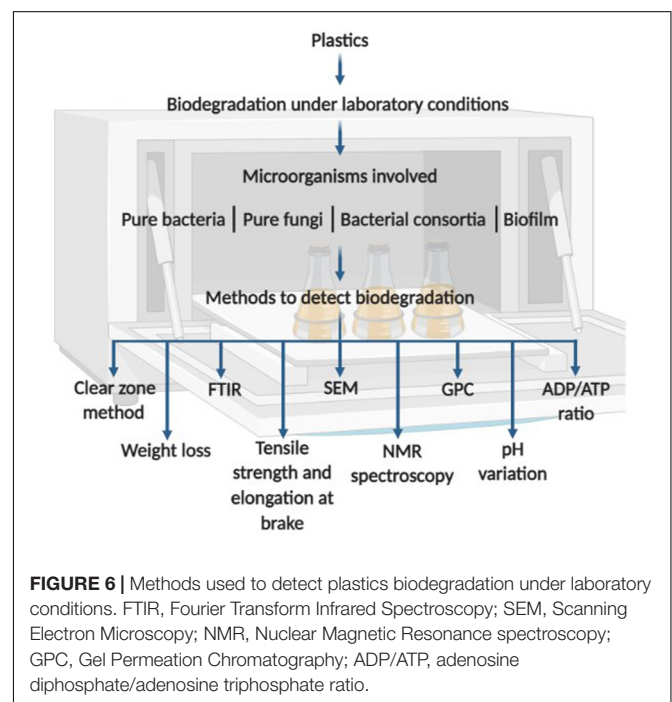 Plastics
Biodegradation under laboratory conditions
Microorganisms involved
Pure bacteria | Pure fungi | Bacterial consortia | Biofilm
Methods to detect biodegradation
Clear zone
method
Weight loss
FTIR
Tensile
strength and
elongation at
brake
SEM
NMR
spectroscopy
GPC
pH
variation
ADP/ATP
ratio
FIGURE 6 | Methods used to detect plastics biodegradation under laboratory
conditions. FTIR, Fourier Transform Infrared Spectroscopy; SEM, Scanning
Electron Microscopy; NMR, Nuclear Magnetic Resonance spectroscopy;
GPC, Gel Permeation Chromatography; ADP/ATP, adenosine
diphosphate/adenosine triphosphate ratio.